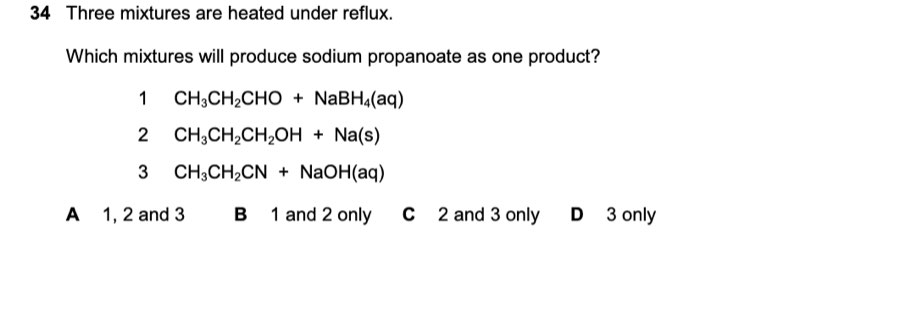 34 Three mixtures are heated under reflux.
Which mixtures will produce sodium propanoate as one product?
1 CH₃CH₂CHO + NaBH₄(aq)
2 CH₃CH₂CH₂OH + Na(s)
3 CH₃CH₂CN + NaOH(aq)
A 1, 2 and 3 B 1 and 2 only C 2 and 3 only D 3 only